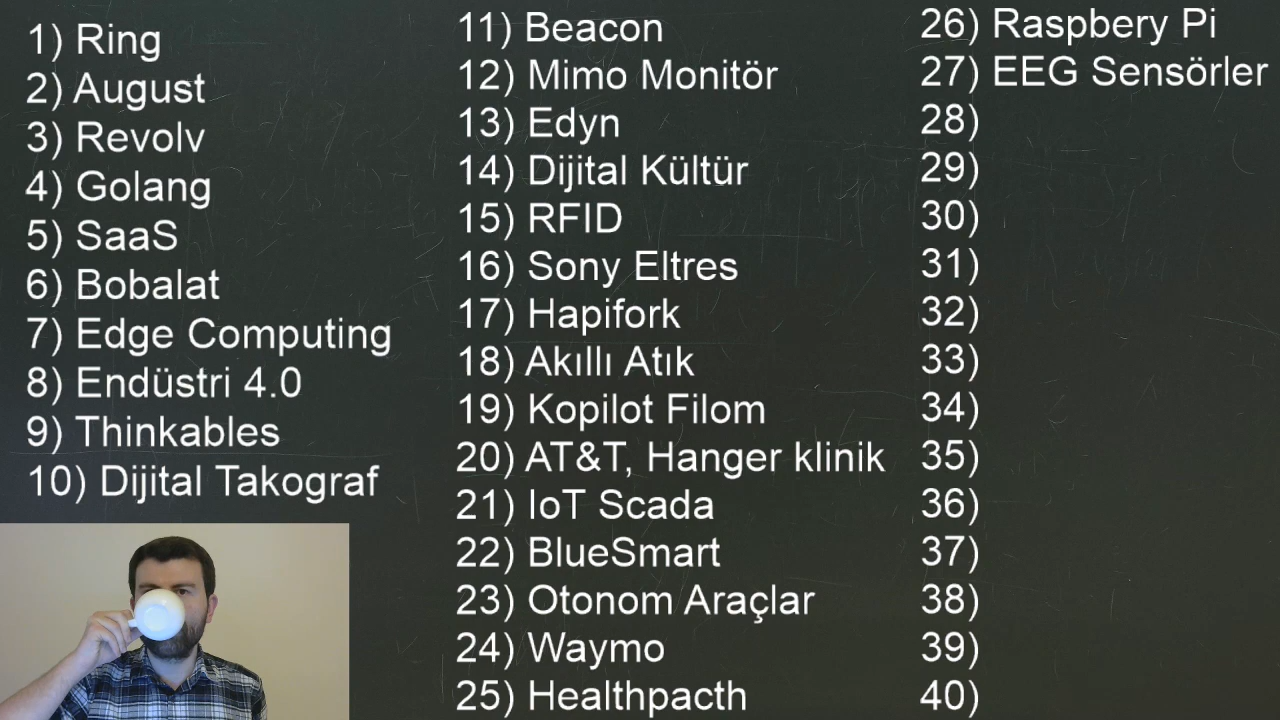 1) Ring
2) August
3) Revolv
4) Golang
5) SaaS
6) Bobalat
7) Edge Computing
8) Endüstri 4.0
9) Thinkables
10) Dijital Takograf
11) Beacon
12) Mimo Monitör
13) Edyn
14) Dijital Kültür
15) RFID
16) Sony Eltres
17) Hapifork
18) Akıllı Atık
19) Kopilot Filom
20) AT&T, Hanger klinik
21) IoT Scada
22) BlueSmart
23) Otonom Araçlar
24) Waymo
25) Healthpacth
26) Raspbery Pi
27) EEG Sensörler
28)
29)
30)
31)
32)
33)
34)
35)
36)
37)
38)
39)
40)